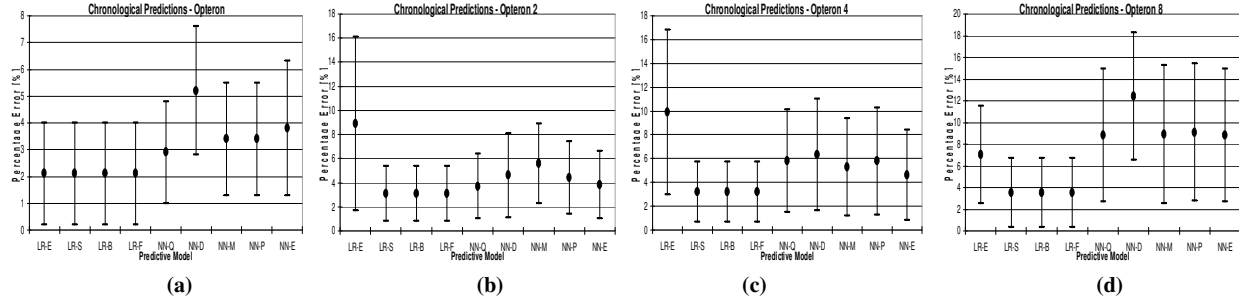 Chronological Predictions - Opteron
Percentage Error [%]
8
7
6
5
4
3
2
1
0
LR-E LR-S LR-B LR-F NN-Q NN-D NN-M NN-P NN-E
Predictive Model
(a)
Chronological Predictions - Opteron 2
Percentage Error [%]
18
16
14
12
10
8
6
4
2
0
LR-E LR-S LR-B LR-F NN-Q NN-D NN-M NN-P NN-E
Predictive Model
(b)
Chronological Predictions - Opteron 4
Percentage Error [%]
18
16
14
12
10
8
6
4
2
0
LR-E LR-S LR-B LR-F NN-Q NN-D NN-M NN-P NN-E
Predictive Model
(c)
Chronological Predictions - Opteron 8
Percentage Error [%]
20
18
16
14
12
10
8
6
4
2
0
LR-E LR-S LR-B LR-F NN-Q NN-D NN-M NN-P NN-E
Predictive Model
(d)